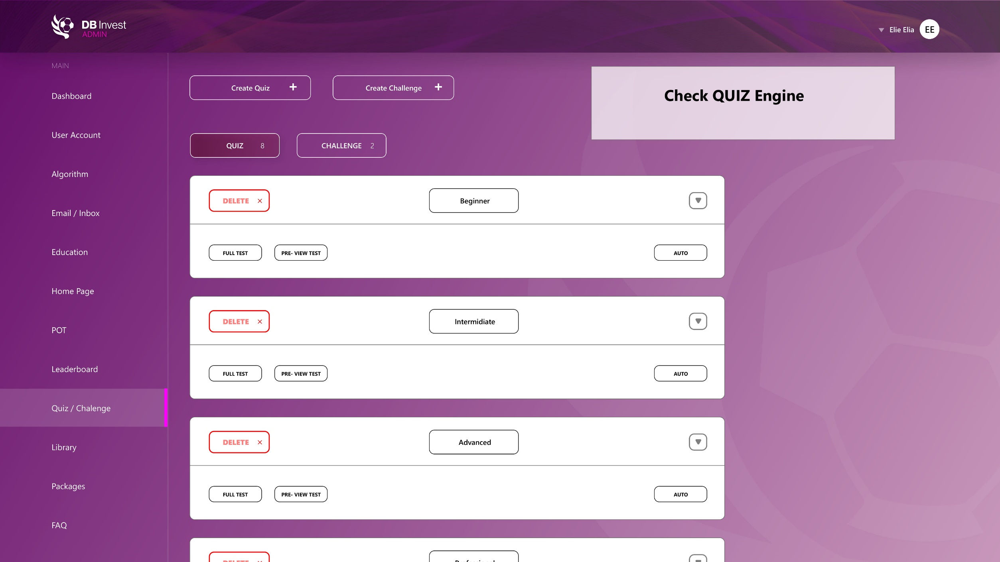 DB Invest
ADMIN
Elie Elia
EE
MAIN
Dashboard
User Account
Algorithm
Email / Inbox
Education
Home Page
POT
Leaderboard
Quiz / Chalenge
Library
Packages
FAQ
Create Quiz +
Create Challenge +
Check QUIZ Engine
QUIZ 8
CHALLENGE 2
DELETE ×
Beginner
FULL TEST
PRE- VIEW TEST
AUTO
DELETE ×
Intermidiate
FULL TEST
PRE- VIEW TEST
AUTO
DELETE ×
Advanced
FULL TEST
PRE- VIEW TEST
AUTO
DELETE
Professional